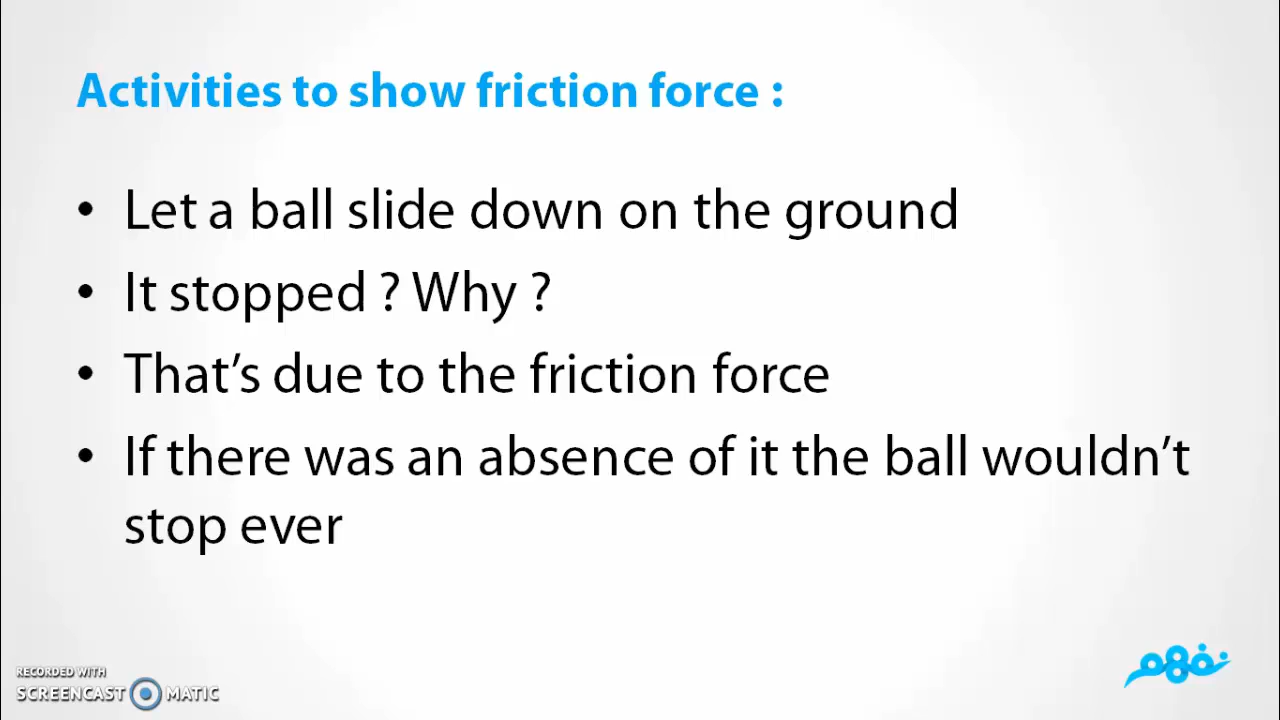 Activities to show friction force :
• Let a ball slide down on the ground
• It stopped ? Why ?
• That’s due to the friction force
• If there was an absence of it the ball wouldn’t
stop ever
RECORDED WITH
SCREENCAST MATIC
نفهم